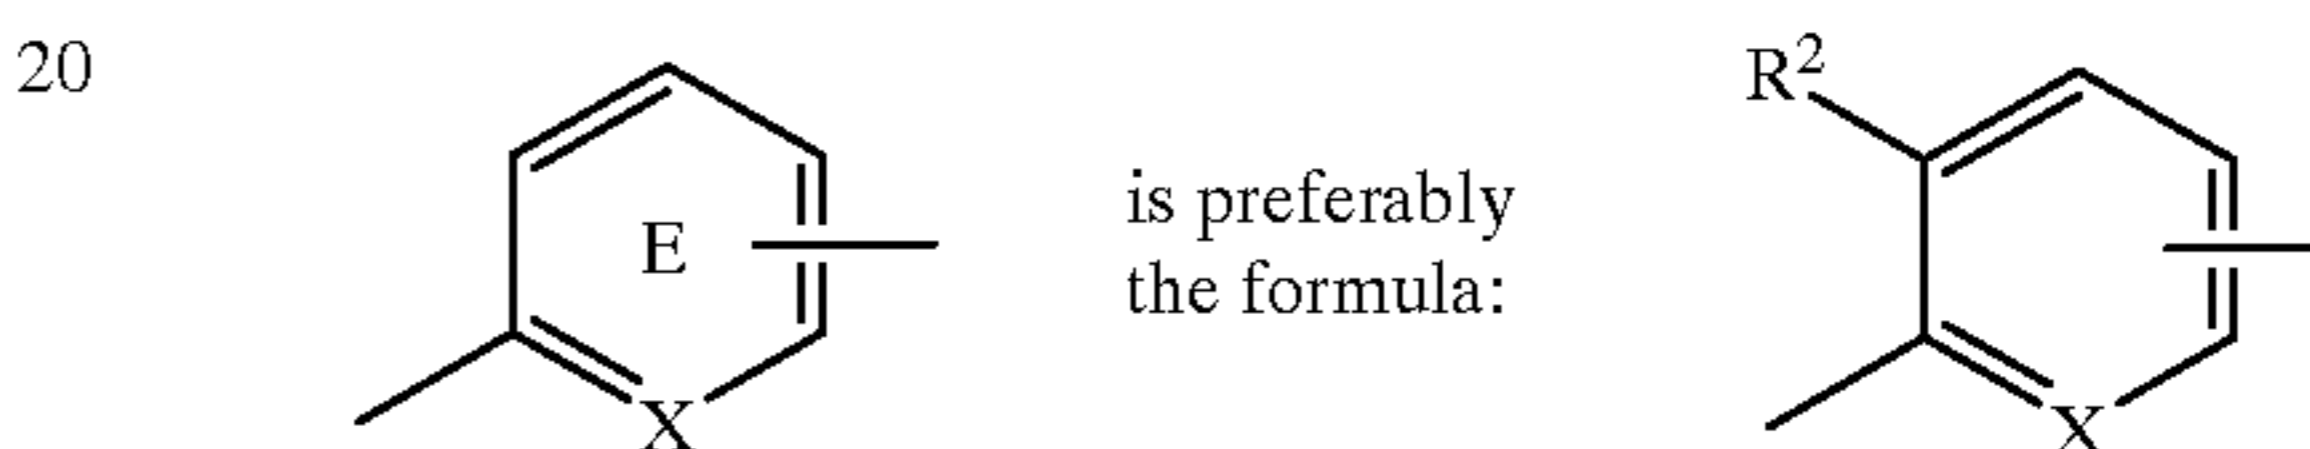 20
R²
is preferably
E
the formula:
X
X